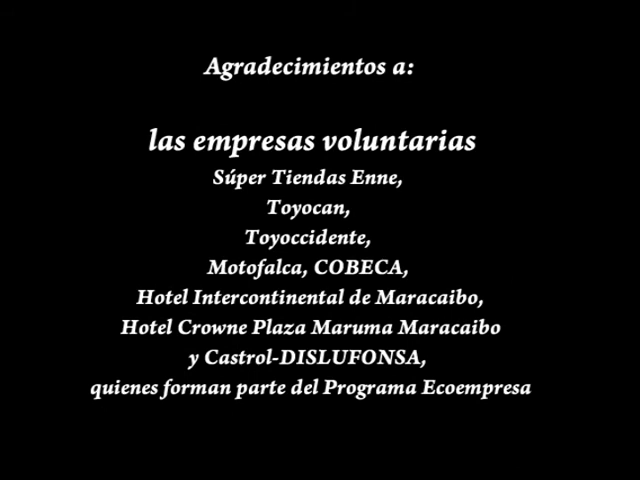 Agradecimientos a:
las empresas voluntarias
Súper Tiendas Enne,
Toyocan,
Toyoccidente,
Motofalca, COBECA,
Hotel Intercontinental de Maracaibo,
Hotel Crowne Plaza Maruma Maracaibo
y Castrol-DISLUFONSA,
quienes forman parte del Programa Ecoempresa